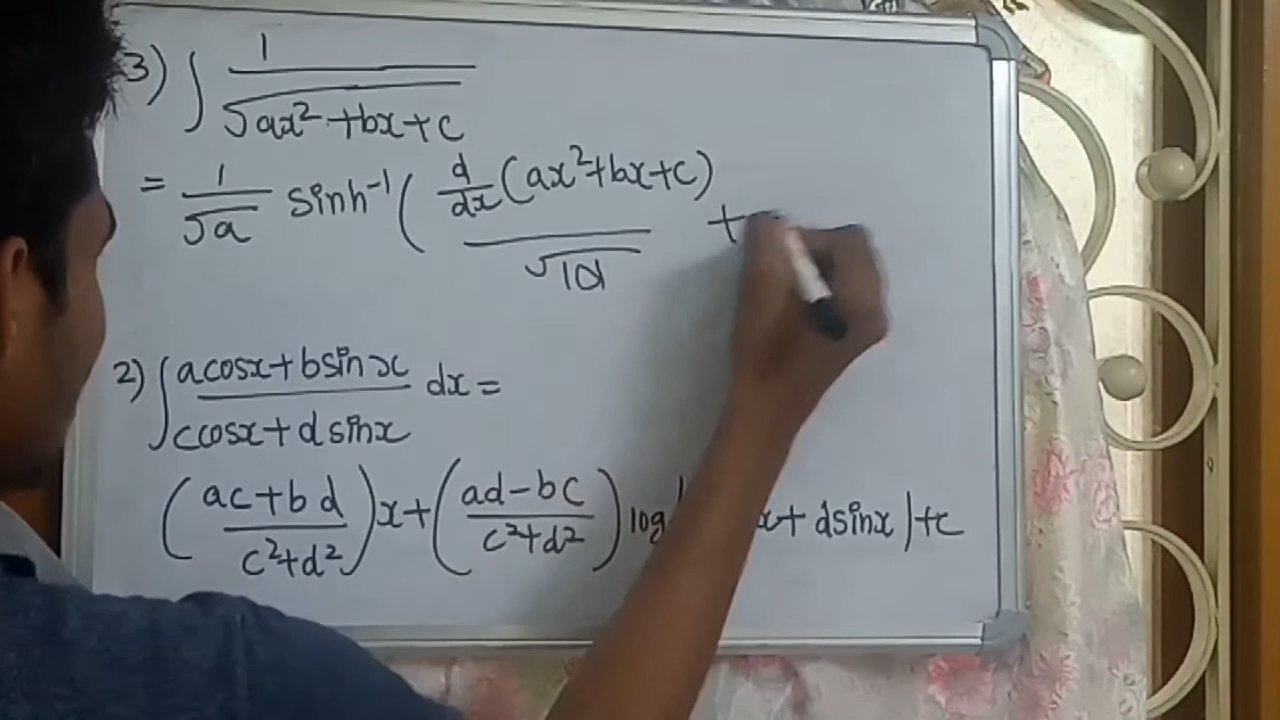 3) ∫ 1 / √ax²+bx+c
= 1/√a sinh⁻¹( d/dx (ax²+bx+c) / √|d| +
2) ∫ acosx+bsinx / ccosx+dsinx dx =
(ac+bd / c²+d²)x+(ad-bc / c²+d²)log| x+dsinx|+c